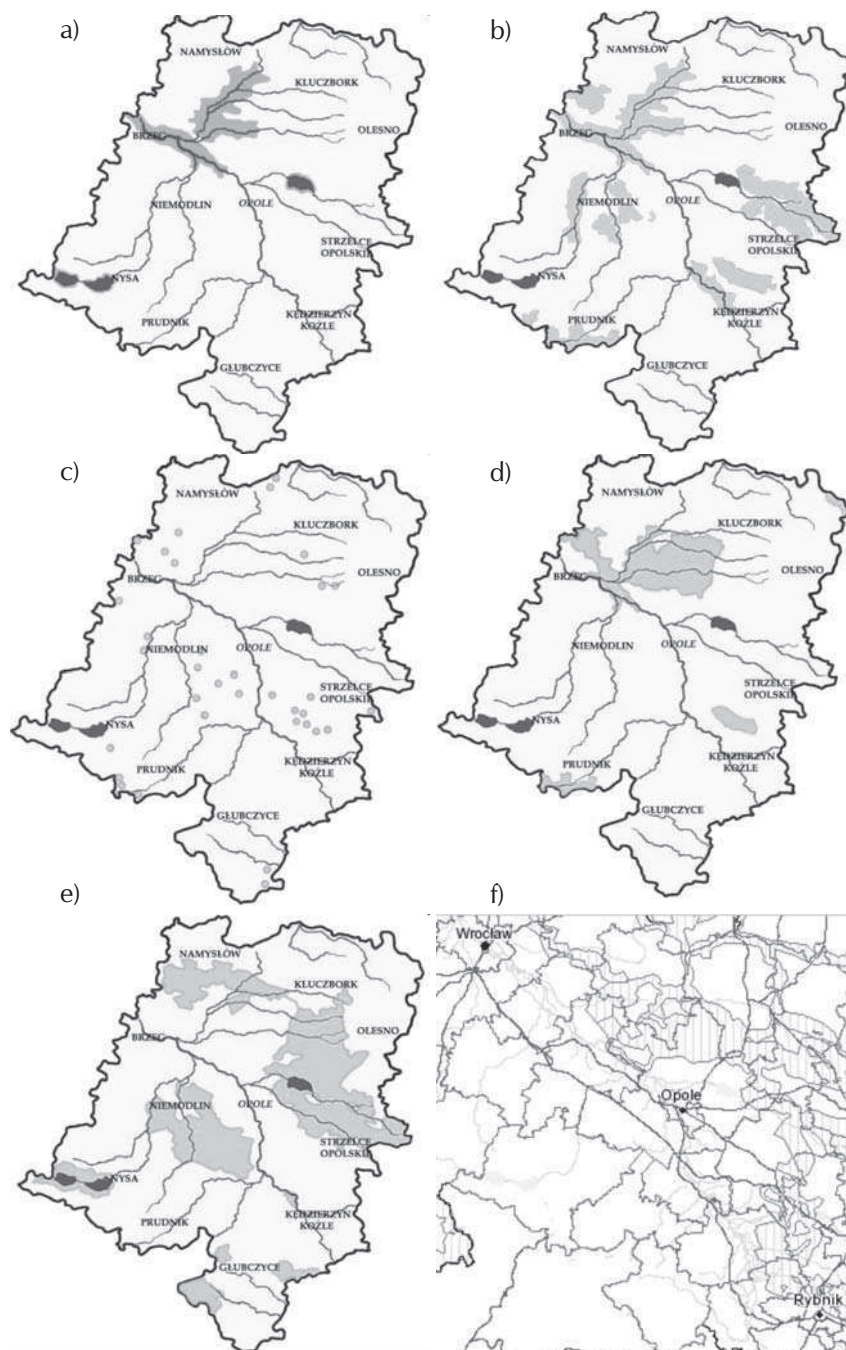 a)
NAMYSŁÓW
KLUCZBORK
OLESNO
BRZEG
NIEMODLIN
OPOLE
STRZELCE
OPOLSKIE
NYSA
PRUDNIK
KĘDZIERZYN
KOŹLE
GŁUBCZYCE
b)
NAMYSŁÓW
KLUCZBORK
OLESNO
BRZEG
NIEMODLIN
OPOLE
STRZELCE
OPOLSKIE
NYSA
PRUDNIK
KĘDZIERZYN
KOŹLE
GŁUBCZYCE
c)
NAMYSŁÓW
KLUCZBORK
OLESNO
BRZEG
NIEMODLIN
OPOLE
STRZELCE
OPOLSKIE
NYSA
PRUDNIK
KĘDZIERZYN
KOŹLE
GŁUBCZYCE
d)
NAMYSŁÓW
KLUCZBORK
OLESNO
BRZEG
NIEMODLIN
OPOLE
STRZELCE
OPOLSKIE
NYSA
PRUDNIK
KĘDZIERZYN
KOŹLE
GŁUBCZYCE
e)
NAMYSŁÓW
KLUCZBORK
OLESNO
BRZEG
NIEMODLIN
OPOLE
STRZELCE
OPOLSKIE
NYSA
PRUDNIK
KĘDZIERZYN
KOŹLE
GŁUBCZYCE
f)
Wrocław
Opole
Rybnik